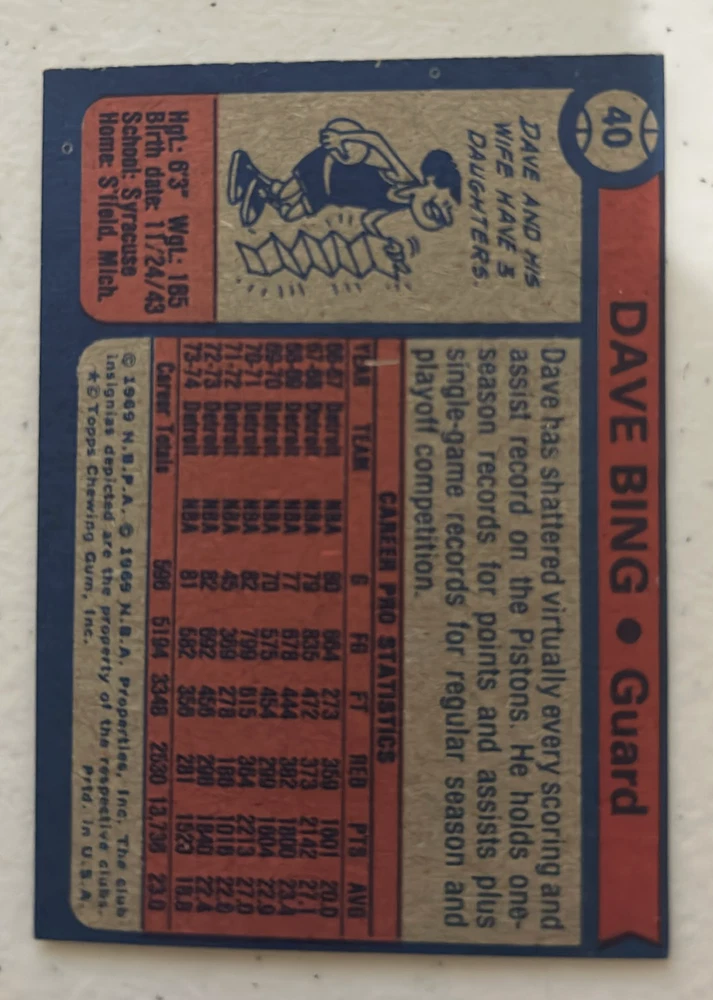 40
DAVE BING • Guard
DAVE AND HIS
WIFE HAVE 3
DAUGHTERS.
Hgt.: 6'3" Wgt.: 185
Birth date: 11/24/43
School: Syracuse
Home: S'field, Mich.
Dave has shattered virtually every scoring and
assist record on the Pistons. He holds one-
season records for points and assists plus
single-game records for regular season and
playoff competition.
CAREER PRO STATISTICS
YEAR TEAM G FG FT REB PTS AVG
66-67 Detroit NBA 80 664 273 359 1601 20.0
67-68 Detroit NBA 79 835 472 373 2142 27.1
68-69 Detroit NBA 77 678 444 382 1800 23.4
69-70 Detroit NBA 70 575 454 299 1604 22.9
70-71 Detroit NBA 82 799 615 364 2213 27.0
71-72 Detroit NBA 45 369 278 186 1016 22.6
72-73 Detroit NBA 82 692 456 298 1840 22.4
73-74 Detroit NBA 81 582 356 281 1520 18.8
Career Totals 596 5194 3348 13,736 23.0
© 1969 N.B.P.A. © 1969 N.B.A. Properties, Inc. The club
insignias depicted are the property of the respective clubs.
★© Topps Chewing Gum, Inc. Prtd. in U.S.A.